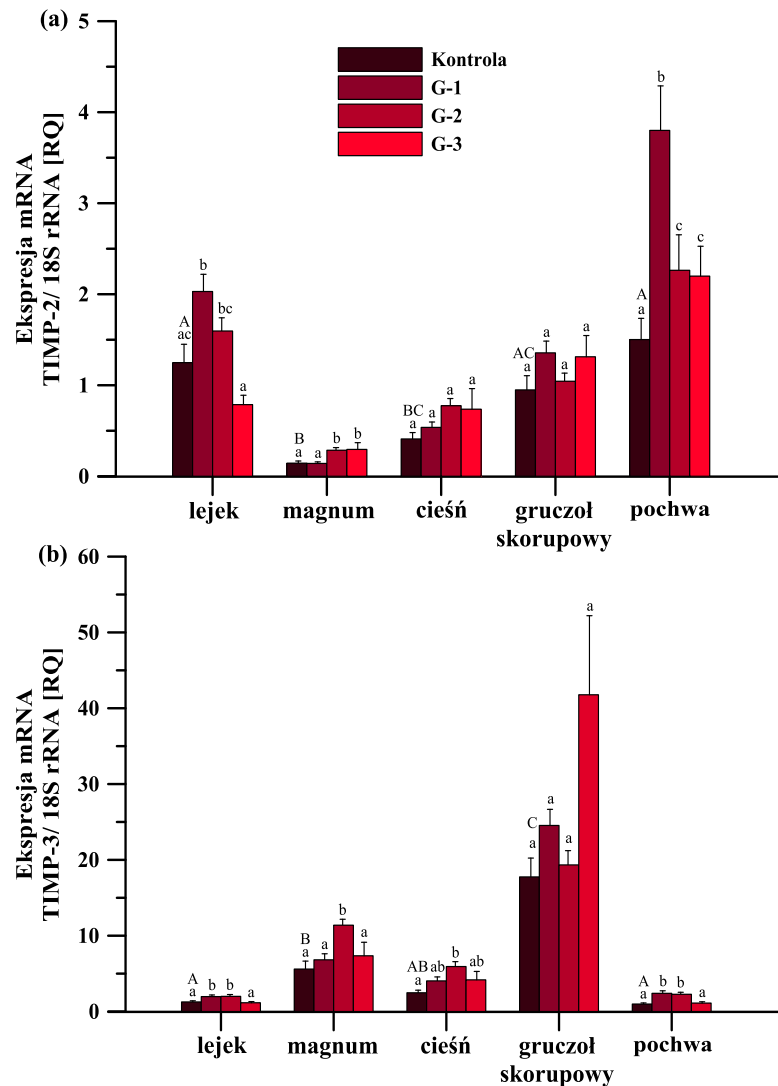 (a)
Ekspresja mRNA
TIMP-2/ 18S rRNA [RQ]
5
4
3
2
1
0
Kontrola
G-1
G-2
G-3
A
ac
b
bc
a
B
a
a
b
b
BC
a
a
a
a
AC
a
a
a
a
A
a
b
c
c
lejek
magnum
cieśń
gruczoł
skorupowy
pochwa
(b)
Ekspresja mRNA
TIMP-3/ 18S rRNA [RQ]
60
50
40
30
20
10
0
A
a
b
b
a
B
a
a
b
a
AB
a
ab
b
ab
C
a
a
a
a
A
a
b
b
a
lejek
magnum
cieśń
gruczoł
skorupowy
pochwa